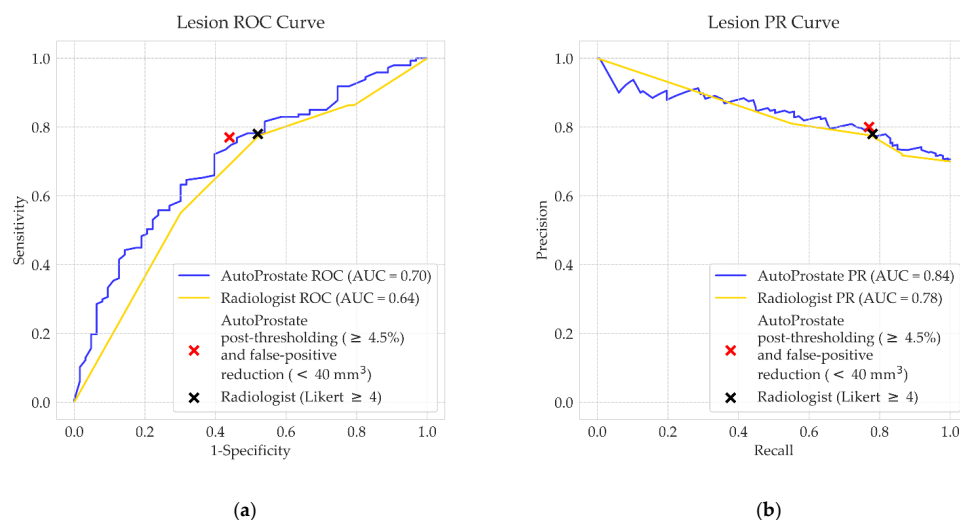 Lesion ROC Curve
1.0
0.8
0.6
0.4
0.2
0.0
Sensitivity
0.0 0.2 0.4 0.6 0.8 1.0
1-Specificity
AutoProstate ROC (AUC = 0.70)
Radiologist ROC (AUC = 0.64)
AutoProstate
post-thresholding ( ≥ 4.5%)
and false-positive
reduction ( < 40 mm³)
Radiologist (Likert ≥ 4)
(a)
Lesion PR Curve
1.0
0.8
0.6
0.4
0.2
0.0
Precision
0.0 0.2 0.4 0.6 0.8 1.0
Recall
AutoProstate PR (AUC = 0.84)
Radiologist PR (AUC = 0.78)
AutoProstate
post-thresholding ( ≥ 4.5%)
and false-positive
reduction ( < 40 mm³)
Radiologist (Likert ≥ 4)
(b)